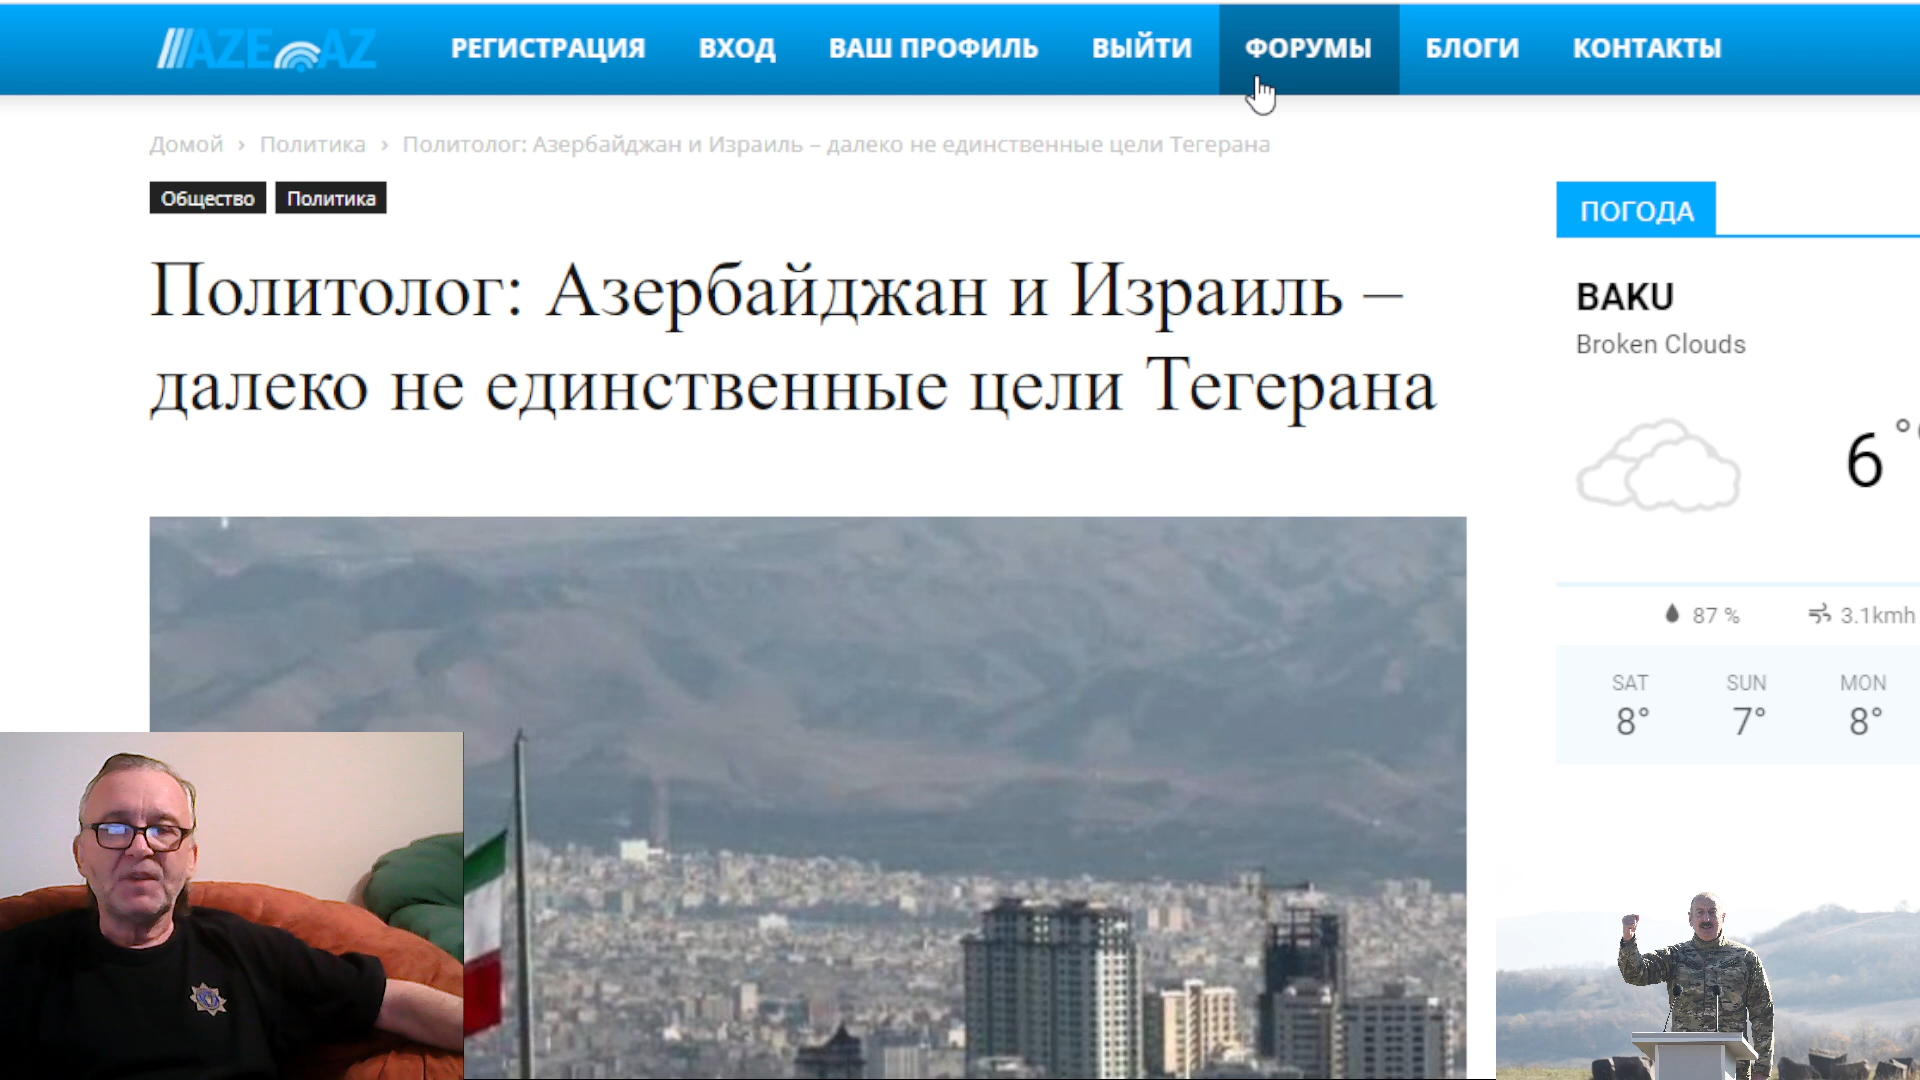 AZE.AZ
РЕГИСТРАЦИЯ ВХОД ВАШ ПРОФИЛЬ ВЫЙТИ ФОРУМЫ БЛОГИ КОНТАКТЫ
Домой › Политика › Политолог: Азербайджан и Израиль – далеко не единственные цели Тегерана
Общество Политика
Политолог: Азербайджан и Израиль –
далеко не единственные цели Тегерана
ПОГОДА
BAKU
Broken Clouds
6 °
87 % 3.1kmh
SAT SUN MON
8° 7° 8°